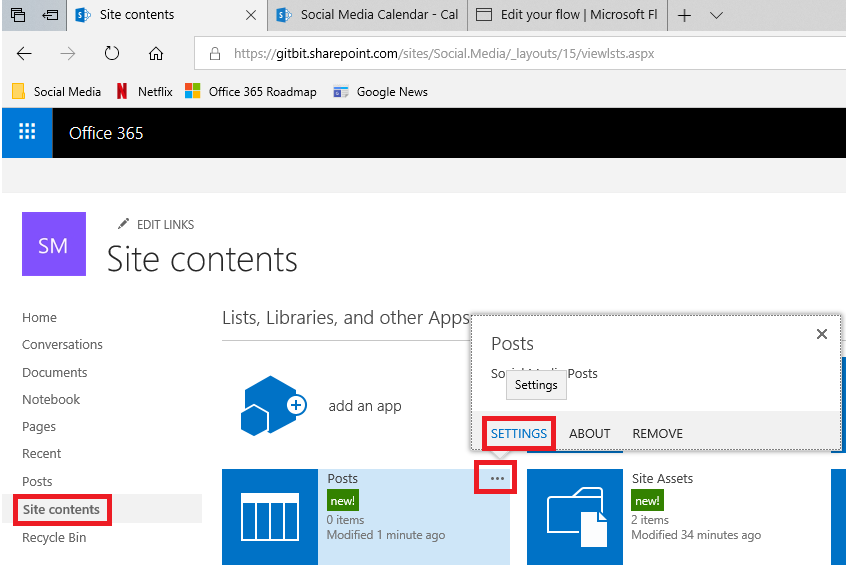 Site contents
Social Media Calendar - Cal
Edit your flow | Microsoft Fl
https://gitbit.sharepoint.com/sites/Social.Media/_layouts/15/viewlsts.aspx
Social Media
Netflix
Office 365 Roadmap
Google News
Office 365
SM
EDIT LINKS
Site contents
Home
Conversations
Documents
Notebook
Pages
Recent
Posts
Site contents
Recycle Bin
Lists, Libraries, and other Apps
add an app
Posts
Posts
Settings
SETTINGS
ABOUT
REMOVE
Posts
new!
0 items
Modified 1 minute ago
Site Assets
new!
2 items
Modified 34 minutes ago